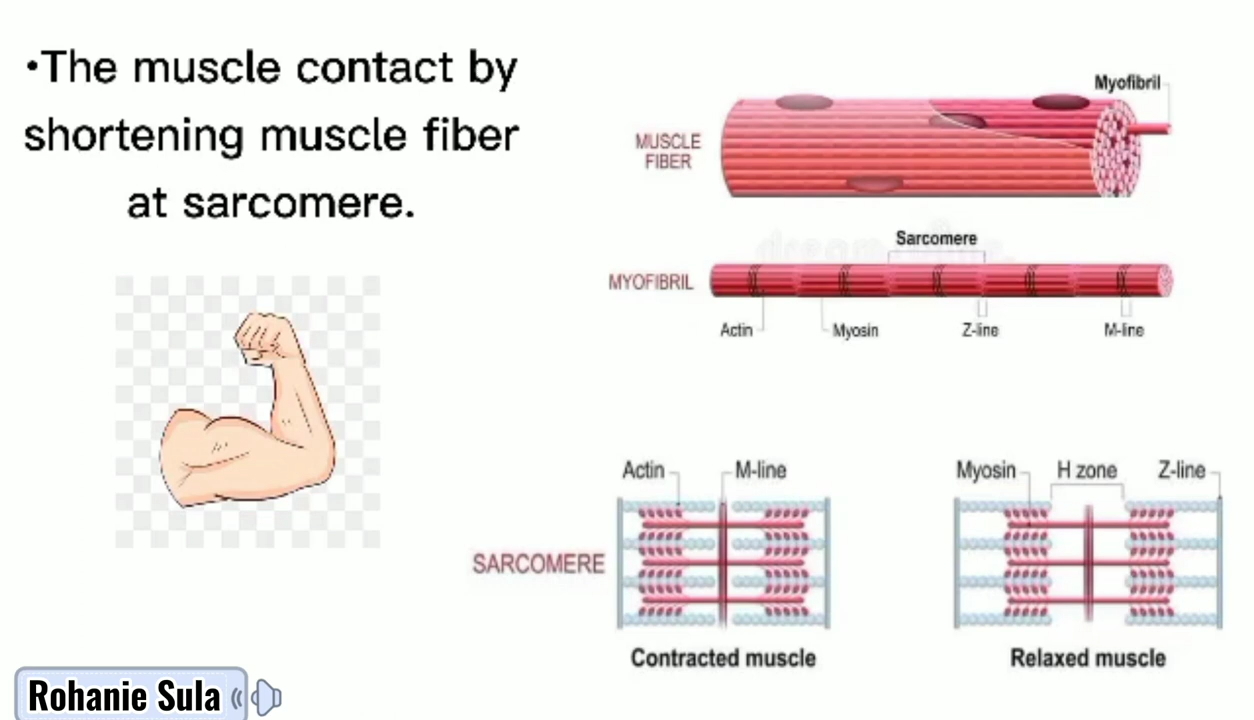 •The muscle contact by
shortening muscle fiber
at sarcomere.
Myofibril
MUSCLE
FIBER
Sarcomere
MYOFIBRIL
Actin
Myosin
Z-line
M-line
Actin
M-line
Myosin
H zone
Z-line
SARCOMERE
Contracted muscle
Relaxed muscle
Rohanie Sula